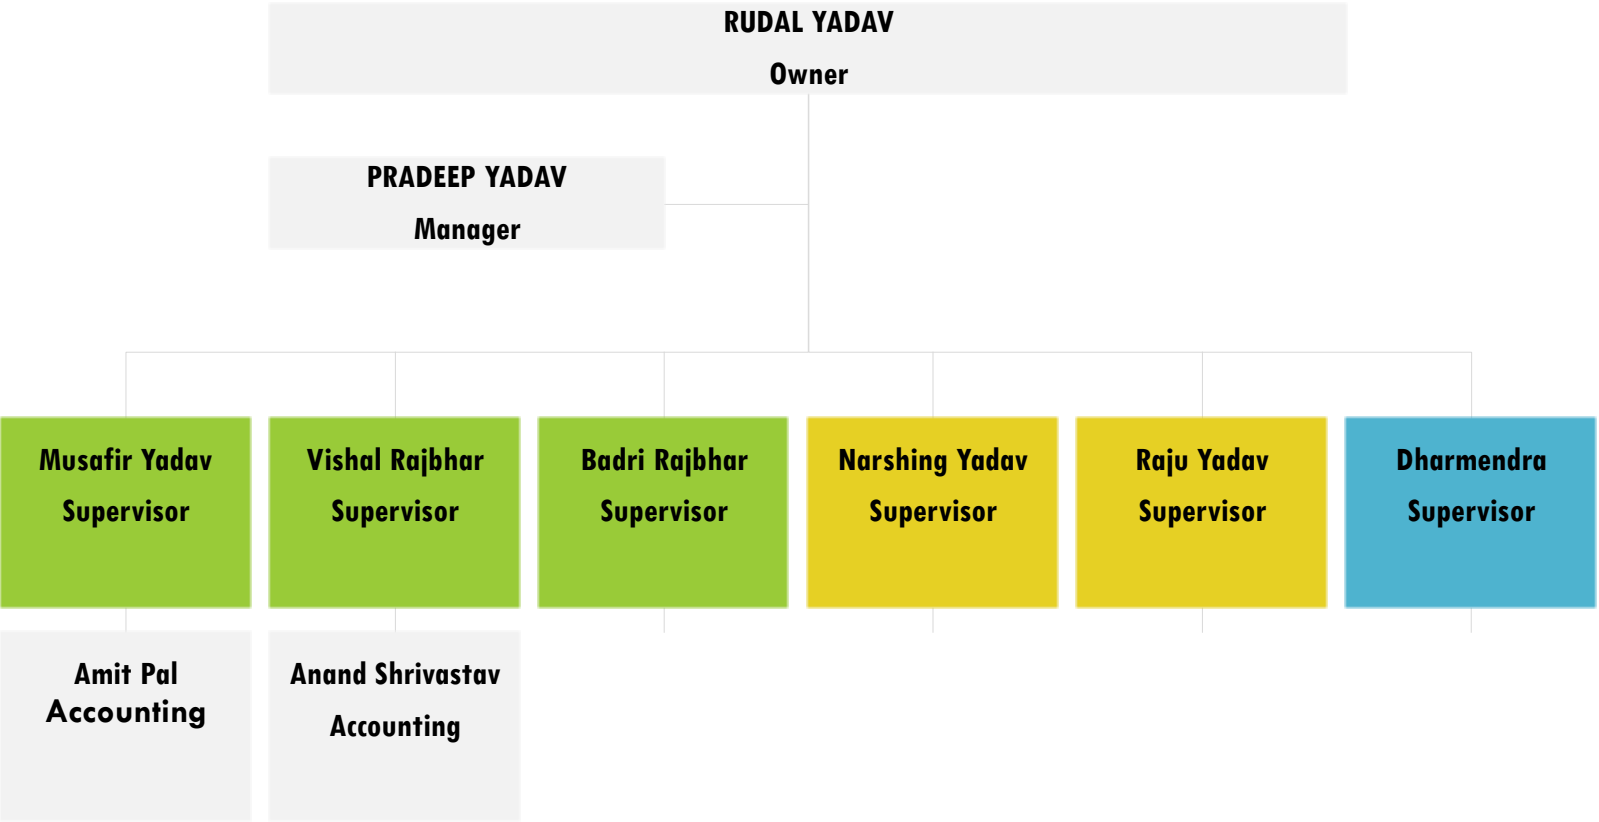 RUDAL YADAV
Owner
PRADEEP YADAV
Manager
Musafir Yadav
Supervisor
Vishal Rajbhar
Supervisor
Badri Rajbhar
Supervisor
Narshing Yadav
Supervisor
Raju Yadav
Supervisor
Dharmendra
Supervisor
Amit Pal
Accounting
Anand Shrivastav
Accounting